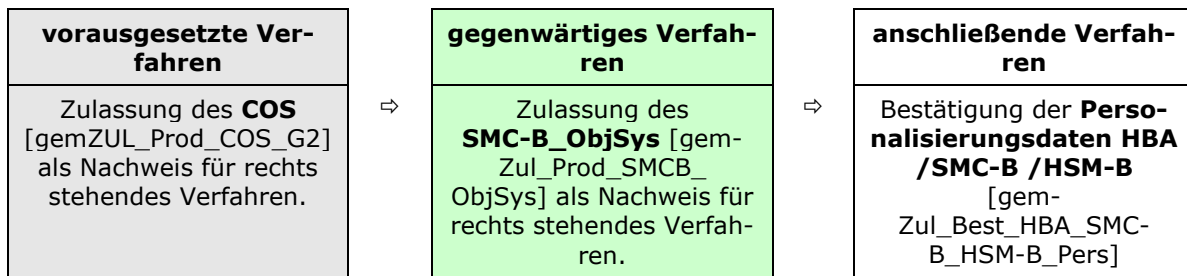 vorausgesetzte Ver-
fahren
Zulassung des COS
[gemZUL_Prod_COS_G2]
als Nachweis für rechts
stehendes Verfahren.
⇨
gegenwärtiges Verfah-
ren
Zulassung des
SMC-B_ObjSys [gem-
Zul_Prod_SMCB_
ObjSys] als Nachweis für
rechts stehendes Verfah-
ren.
⇨
anschließende Verfah-
ren
Bestätigung der Perso-
nalisierungsdaten HBA
/SMC-B /HSM-B
[gem-
Zul_Best_HBA_SMC-
B_HSM-B_Pers]